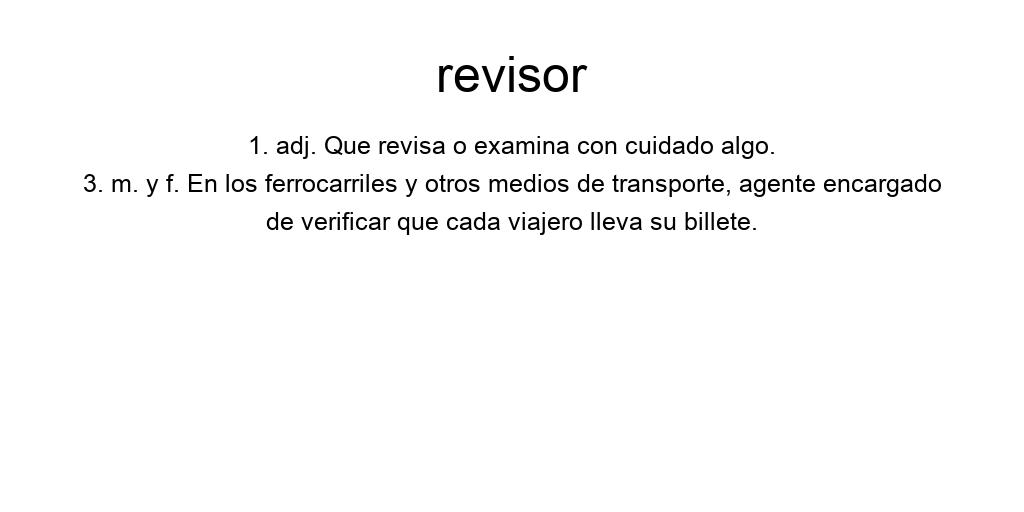 revisor
1. adj. Que revisa o examina con cuidado algo.
3. m. y f. En los ferrocarriles y otros medios de transporte, agente encargado
de verificar que cada viajero lleva su billete.